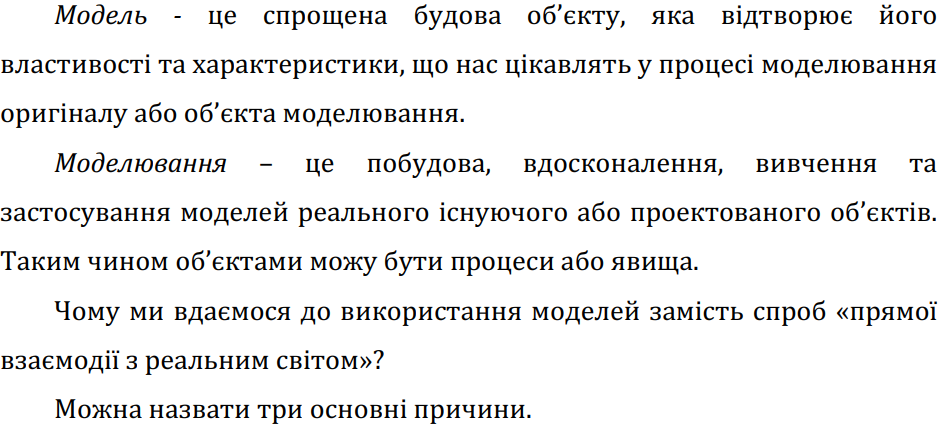 Модель - це спрощена будова об’єкту, яка відтворює його
властивості та характеристики, що нас цікавлять у процесі моделювання
оригіналу або об’єкта моделювання.
Моделювання – це побудова, вдосконалення, вивчення та
застосування моделей реального існуючого або проектованого об’єктів.
Таким чином об’єктами можу бути процеси або явища.
Чому ми вдаємося до використання моделей замість спроб «прямої
взаємодії з реальним світом»?
Можна назвати три основні причини.